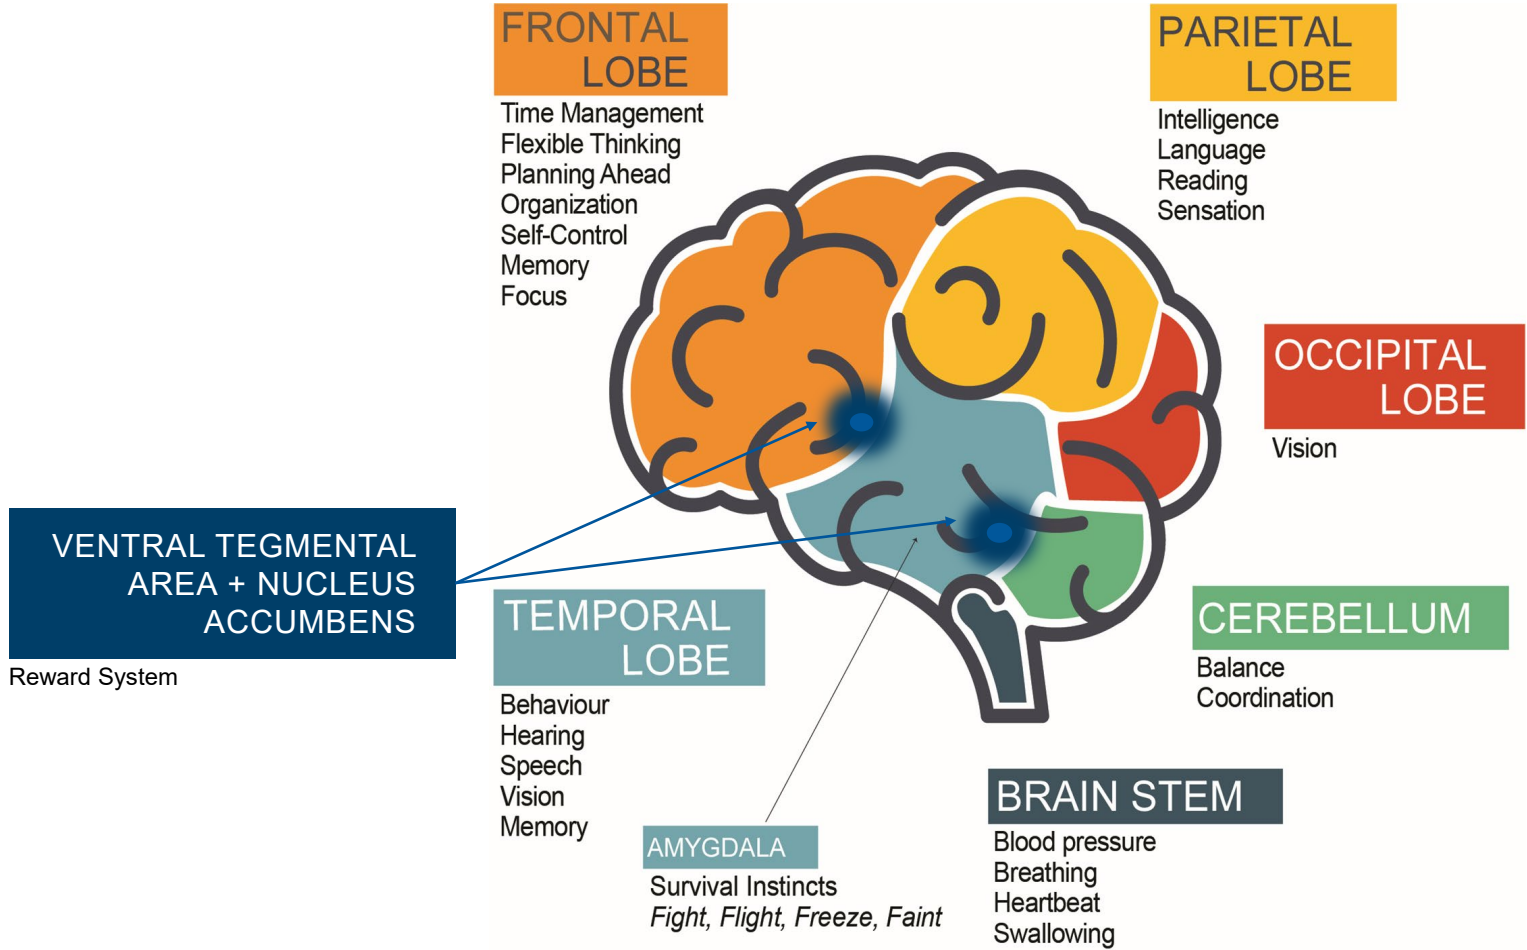 FRONTAL
LOBE
Time Management
Flexible Thinking
Planning Ahead
Organization
Self-Control
Memory
Focus
PARIETAL
LOBE
Intelligence
Language
Reading
Sensation
OCCIPITAL
LOBE
Vision
VENTRAL TEGMENTAL
AREA + NUCLEUS
ACCUMBENS
Reward System
TEMPORAL
LOBE
Behaviour
Hearing
Speech
Vision
Memory
CEREBELLUM
Balance
Coordination
AMYGDALA
Survival Instincts
Fight, Flight, Freeze, Faint
BRAIN STEM
Blood pressure
Breathing
Heartbeat
Swallowing